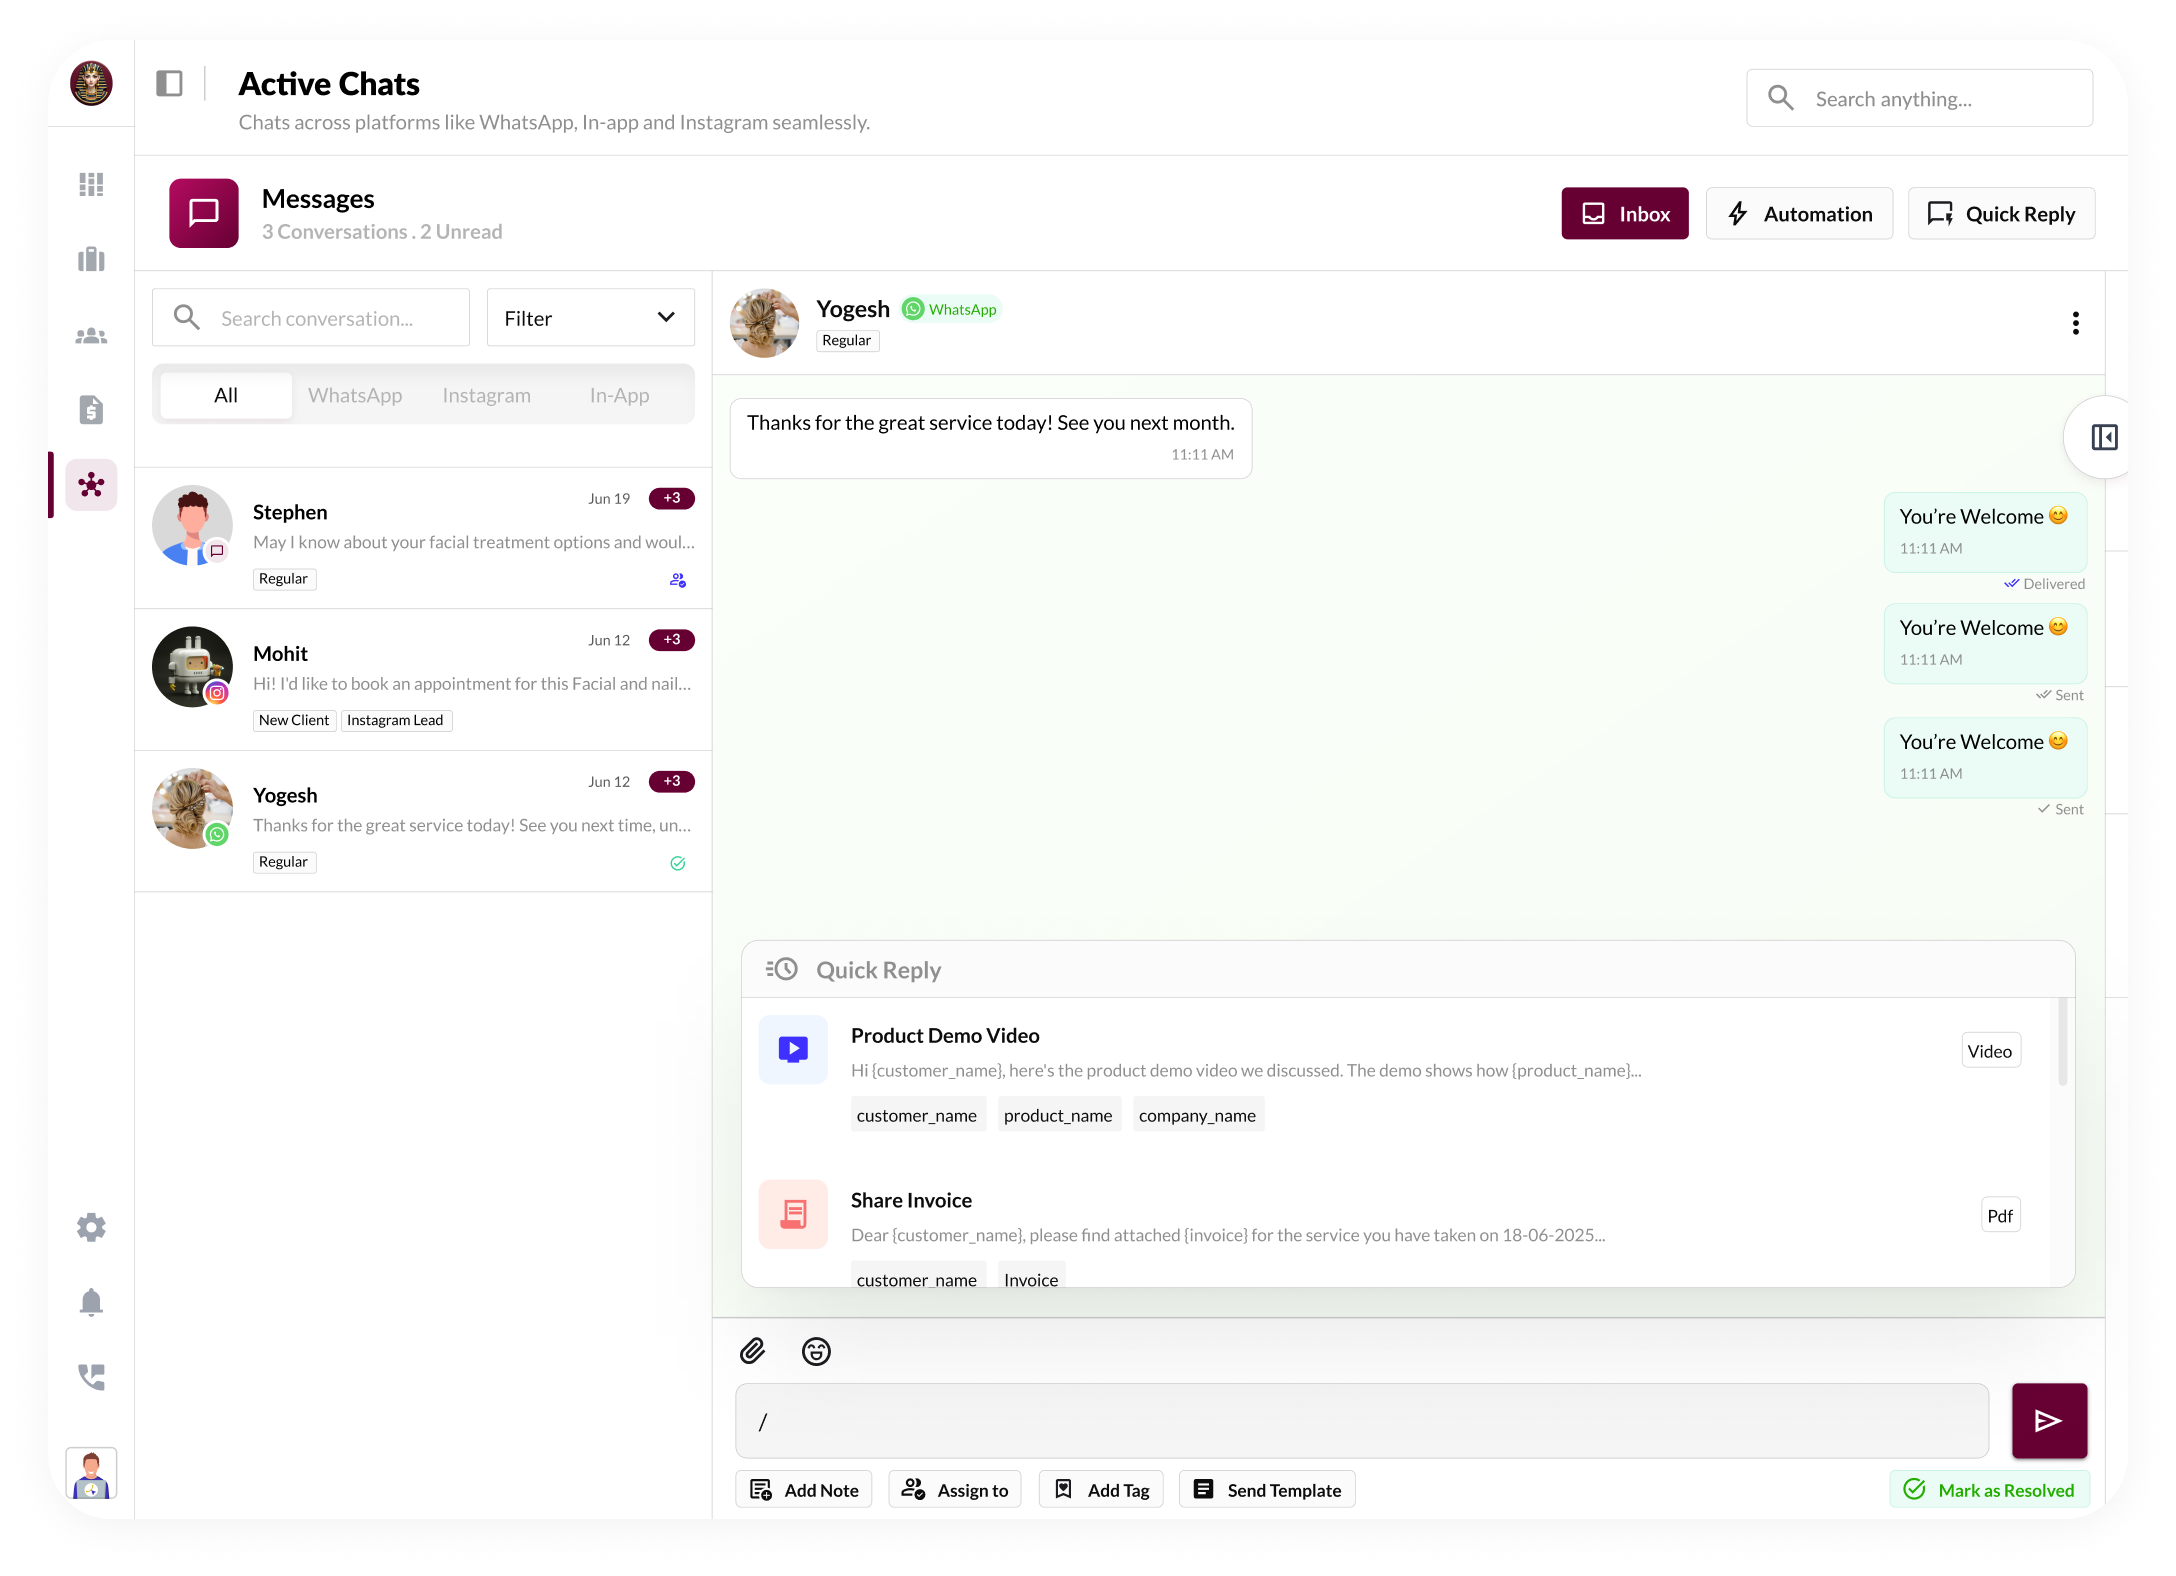 Active Chats
Chats across platforms like WhatsApp, In-app and Instagram seamlessly.
Search anything...
Messages
3 Conversations . 2 Unread
Inbox
Automation
Quick Reply
Search conversation...
Filter
All
WhatsApp
Instagram
In-App
Stephen
Jun 19
+3
May I know about your facial treatment options and woul...
Regular
Mohit
Jun 12
+3
Hi! I'd like to book an appointment for this Facial and nail...
New Client
Instagram Lead
Yogesh
Jun 12
+3
Thanks for the great service today! See you next time, un...
Regular
Yogesh
WhatsApp
Regular
Thanks for the great service today! See you next month.
11:11 AM
You’re Welcome 😊
11:11 AM
Delivered
You’re Welcome 😊
11:11 AM
Sent
You’re Welcome 😊
11:11 AM
Sent
Quick Reply
Product Demo Video
Video
Hi {customer_name}, here's the product demo video we discussed. The demo shows how {product_name}...
customer_name
product_name
company_name
Share Invoice
Pdf
Dear {customer_name}, please find attached {invoice} for the service you have taken on 18-06-2025...
customer_name
Invoice
/
Add Note
Assign to
Add Tag
Send Template
Mark as Resolved